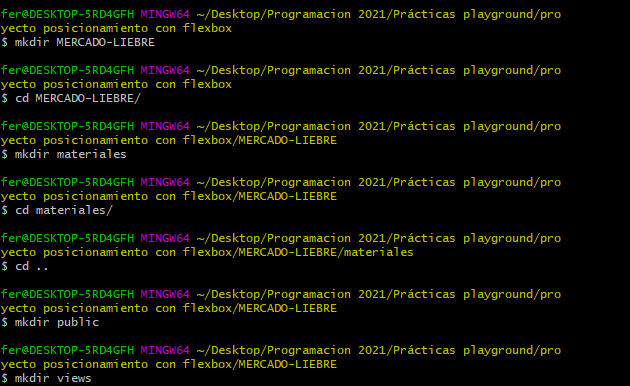 fer@DESKTOP-5RD4GFH MINGW64 ~/Desktop/Programacion 2021/Prácticas playground/pro
yecto posicionamiento con flexbox
$ mkdir MERCADO-LIEBRE

fer@DESKTOP-5RD4GFH MINGW64 ~/Desktop/Programacion 2021/Prácticas playground/pro
yecto posicionamiento con flexbox
$ cd MERCADO-LIEBRE/

fer@DESKTOP-5RD4GFH MINGW64 ~/Desktop/Programacion 2021/Prácticas playground/pro
yecto posicionamiento con flexbox/MERCADO-LIEBRE
$ mkdir materiales

fer@DESKTOP-5RD4GFH MINGW64 ~/Desktop/Programacion 2021/Prácticas playground/pro
yecto posicionamiento con flexbox/MERCADO-LIEBRE
$ cd materiales/

fer@DESKTOP-5RD4GFH MINGW64 ~/Desktop/Programacion 2021/Prácticas playground/pro
yecto posicionamiento con flexbox/MERCADO-LIEBRE/materiales
$ cd ..

fer@DESKTOP-5RD4GFH MINGW64 ~/Desktop/Programacion 2021/Prácticas playground/pro
yecto posicionamiento con flexbox/MERCADO-LIEBRE
$ mkdir public

fer@DESKTOP-5RD4GFH MINGW64 ~/Desktop/Programacion 2021/Prácticas playground/pro
yecto posicionamiento con flexbox/MERCADO-LIEBRE
$ mkdir views